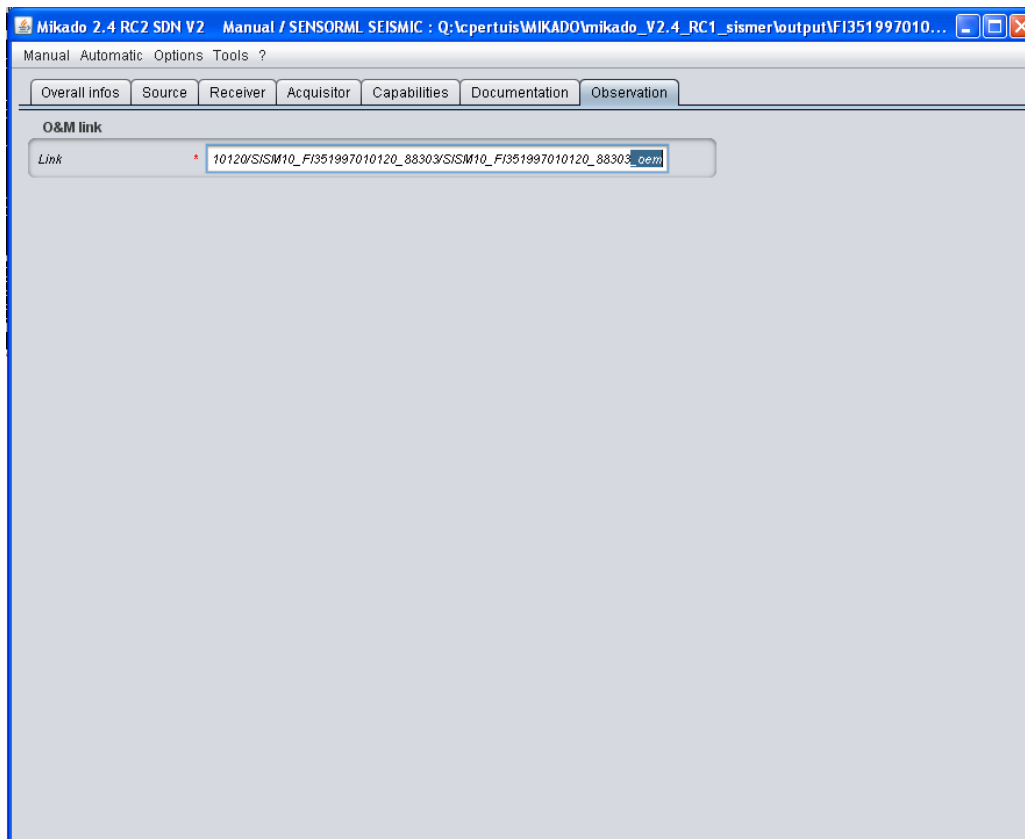 Mikado 2.4 RC2 SDN V2 Manual / SENSORML SEISMIC : Q:\cpertuis\MIKADO\mikado_V2.4_RC1_sismer\output\FI351997010...
Manual Automatic Options Tools ?
Overall infos Source Receiver Acquisitor Capabilities Documentation Observation
O&M link
Link * 10120/SISM10_FI351997010120_88303/SISM10_FI351997010120_88303_oem